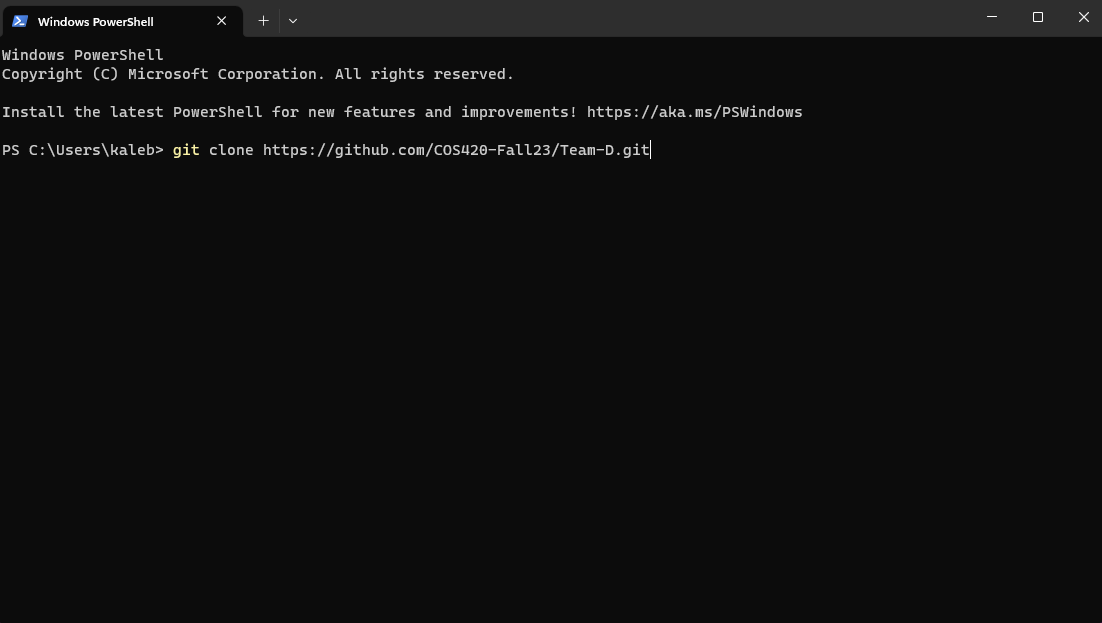 Windows PowerShell
Windows PowerShell
Copyright (C) Microsoft Corporation. All rights reserved.
Install the latest PowerShell for new features and improvements! https://aka.ms/PSWindows
PS C:\Users\kaleb> git clone https://github.com/COS420-Fall23/Team-D.git